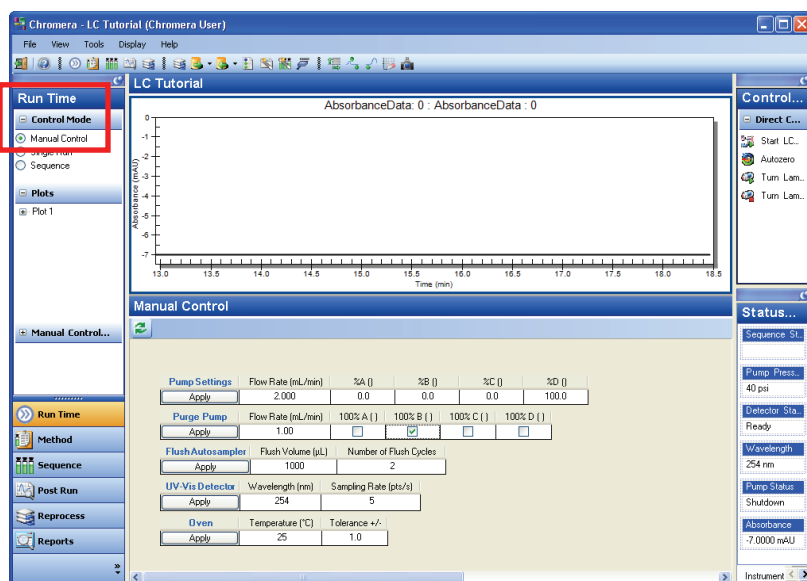 Chromera - LC Tutorial (Chromera User)
File View Tools Display Help
Run Time
Control Mode
Manual Control
Single Run
Sequence
Plots
Plot 1
Manual Control...
Run Time
Method
Sequence
Post Run
Reprocess
Reports
»
LC Tutorial
AbsorbanceData: 0 : AbsorbanceData : 0
Absorbance (mAU)
0
-1
-2
-3
-4
-5
-6
-7
13.0 13.5 14.0 14.5 15.0 15.5 16.0 16.5 17.0 17.5 18.0 18.5
Time (min)
Manual Control
Pump Settings Flow Rate (mL/min) %A () %B () %C () %D ()
Apply 2.000 0.0 0.0 0.0 100.0
Purge Pump Flow Rate (mL/min) 100% A ( ) 100% B ( ) 100% C ( ) 100% D ( )
Apply 1.00
Flush Autosampler Flush Volume (µL) Number of Flush Cycles
Apply 1000 2
UV-Vis Detector Wavelength (nm) Sampling Rate (pts/s)
Apply 254 5
Oven Temperature (°C) Tolerance +/-
Apply 25 1.0
Control...
Direct C...
Start LC...
Autozero
Turn Lam...
Turn Lam...
Status...
Sequence St...
Pump Press...
40 psi
Detector Sta...
Ready
Wavelength
254 nm
Pump Status
Shutdown
Absorbance
-7.0000 mAU
Instrument